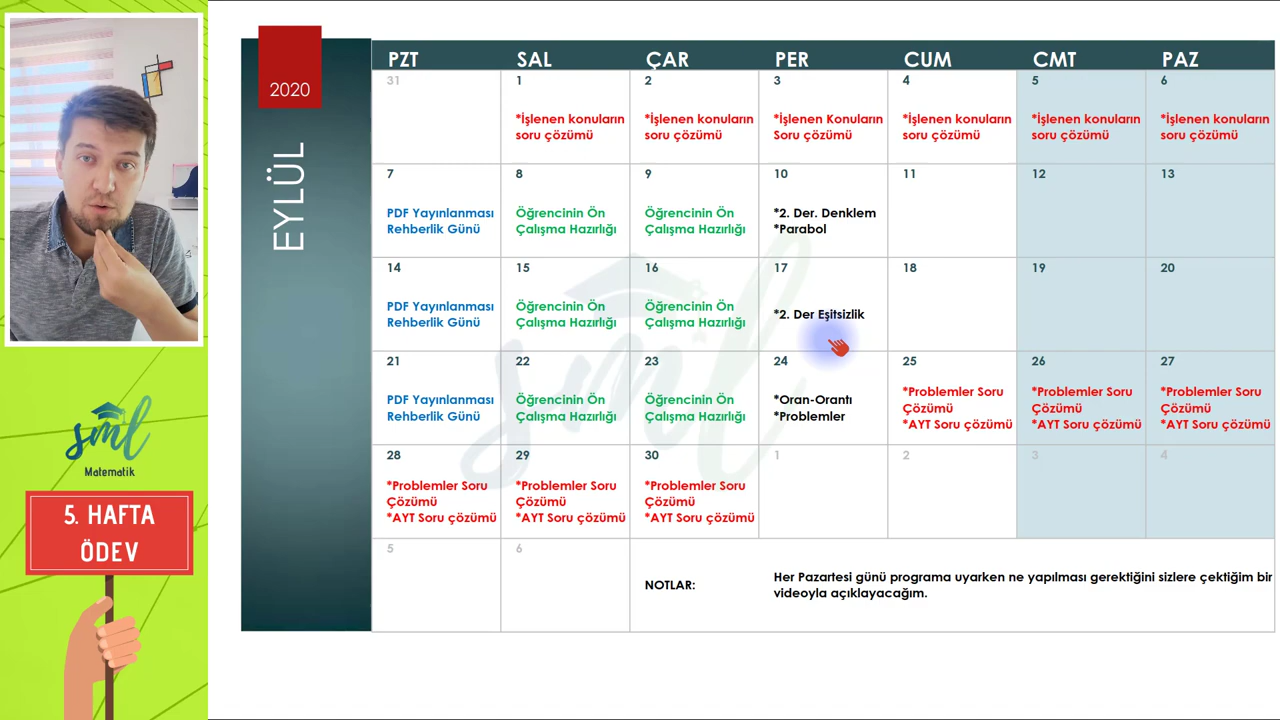 2020
EYLÜL
PZT SAL ÇAR PER CUM CMT PAZ
31 1 2 3 4 5 6
*İşlenen konuların
soru çözümü
*İşlenen konuların
soru çözümü
*İşlenen Konuların
Soru çözümü
*İşlenen konuların
soru çözümü
*İşlenen konuların
soru çözümü
*İşlenen konuların
soru çözümü
7 8 9 10 11 12 13
PDF Yayınlanması
Rehberlik Günü
Öğrencinin Ön
Çalışma Hazırlığı
Öğrencinin Ön
Çalışma Hazırlığı
*2. Der. Denklem
*Parabol
14 15 16 17 18 19 20
PDF Yayınlanması
Rehberlik Günü
Öğrencinin Ön
Çalışma Hazırlığı
Öğrencinin Ön
Çalışma Hazırlığı
*2. Der Eşitsizlik
21 22 23 24 25 26 27
PDF Yayınlanması
Rehberlik Günü
Öğrencinin Ön
Çalışma Hazırlığı
Öğrencinin Ön
Çalışma Hazırlığı
*Oran-Orantı
*Problemler
*Problemler Soru
Çözümü
*AYT Soru çözümü
*Problemler Soru
Çözümü
*AYT Soru çözümü
*Problemler Soru
Çözümü
*AYT Soru çözümü
28 29 30 1 2 3 4
*Problemler Soru
Çözümü
*AYT Soru çözümü
*Problemler Soru
Çözümü
*AYT Soru çözümü
*Problemler Soru
Çözümü
*AYT Soru çözümü
5 6
NOTLAR:
Her Pazartesi günü programa uyarken ne yapılması gerektiğini sizlere çektiğim bir
videoyla açıklayacağım.
sml
sml
Matematik
5. HAFTA
ÖDEV